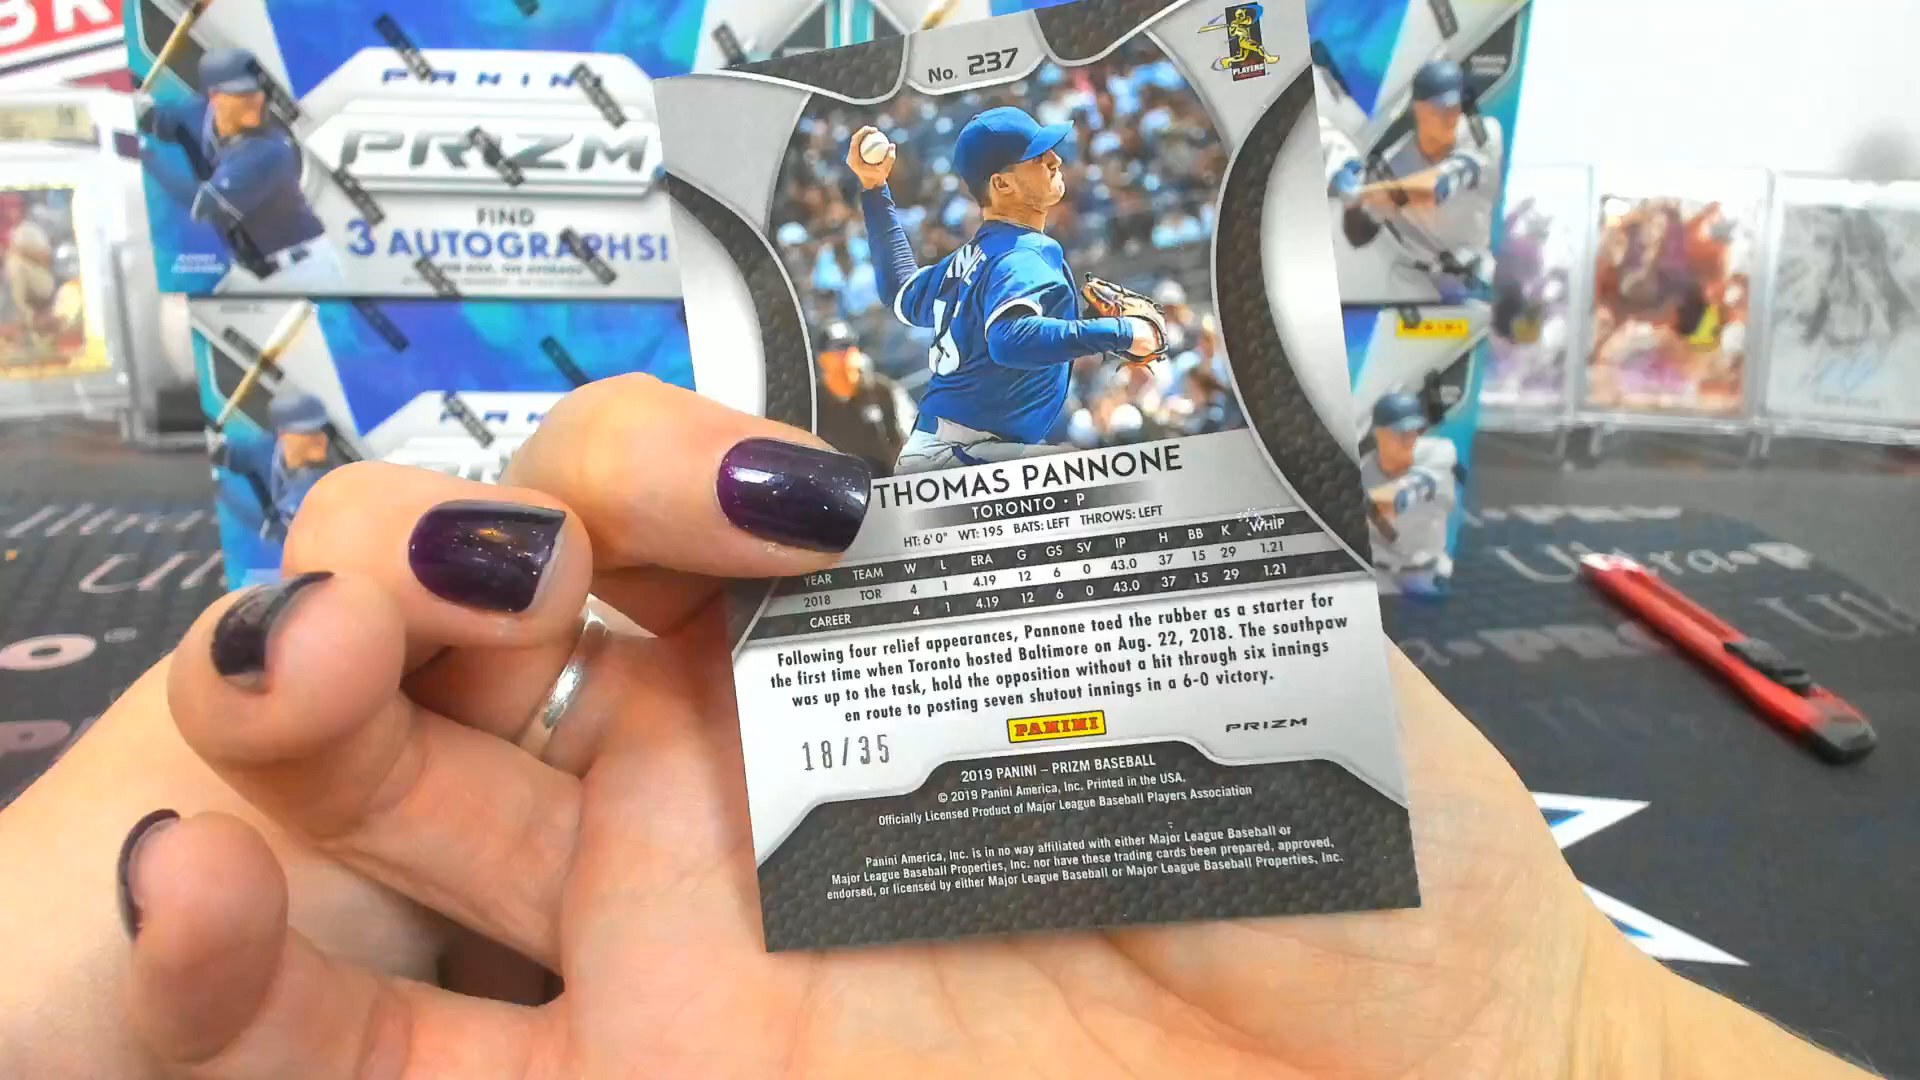 PANINI
PRIZM
FIND
3 AUTOGRAPHS!
No. 237
PLAYERS
THOMAS PANNONE
TORONTO • P
HT: 6' 0" WT: 195 BATS: LEFT THROWS: LEFT
YEAR TEAM W L ERA G GS SV IP H BB K WHIP
2018 TOR 4 1 4.19 12 6 0 43.0 37 15 29 1.21
CAREER 4 1 4.19 12 6 0 43.0 37 15 29 1.21
Following four relief appearances, Pannone toed the rubber as a starter for
the first time when Toronto hosted Baltimore on Aug. 22, 2018. The southpaw
was up to the task, hold the opposition without a hit through six innings
en route to posting seven shutout innings in a 6-0 victory.
PANINI
PRIZM
18/35
2019 PANINI – PRIZM BASEBALL
© 2019 Panini America, Inc. Printed in the USA.
Officially Licensed Product of Major League Baseball Players Association
Panini America, Inc. is in no way affiliated with either Major League Baseball or
Major League Baseball Properties, Inc. nor have these trading cards been prepared, approved,
endorsed, or licensed by either Major League Baseball or Major League Baseball Properties, Inc.